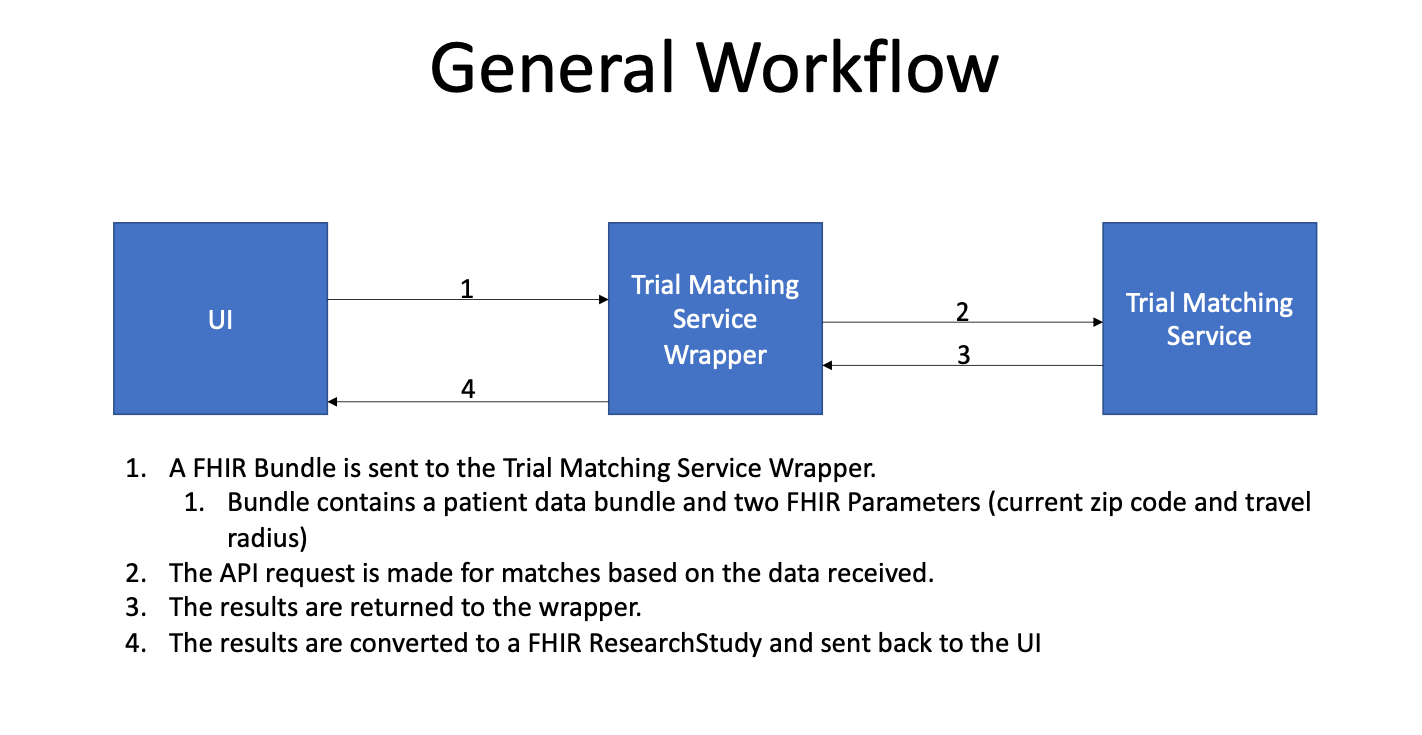 General Workflow
UI
1
4
Trial Matching
Service
Wrapper
2
3
Trial Matching
Service
1. A FHIR Bundle is sent to the Trial Matching Service Wrapper.
1. Bundle contains a patient data bundle and two FHIR Parameters (current zip code and travel
radius)
2. The API request is made for matches based on the data received.
3. The results are returned to the wrapper.
4. The results are converted to a FHIR ResearchStudy and sent back to the UI